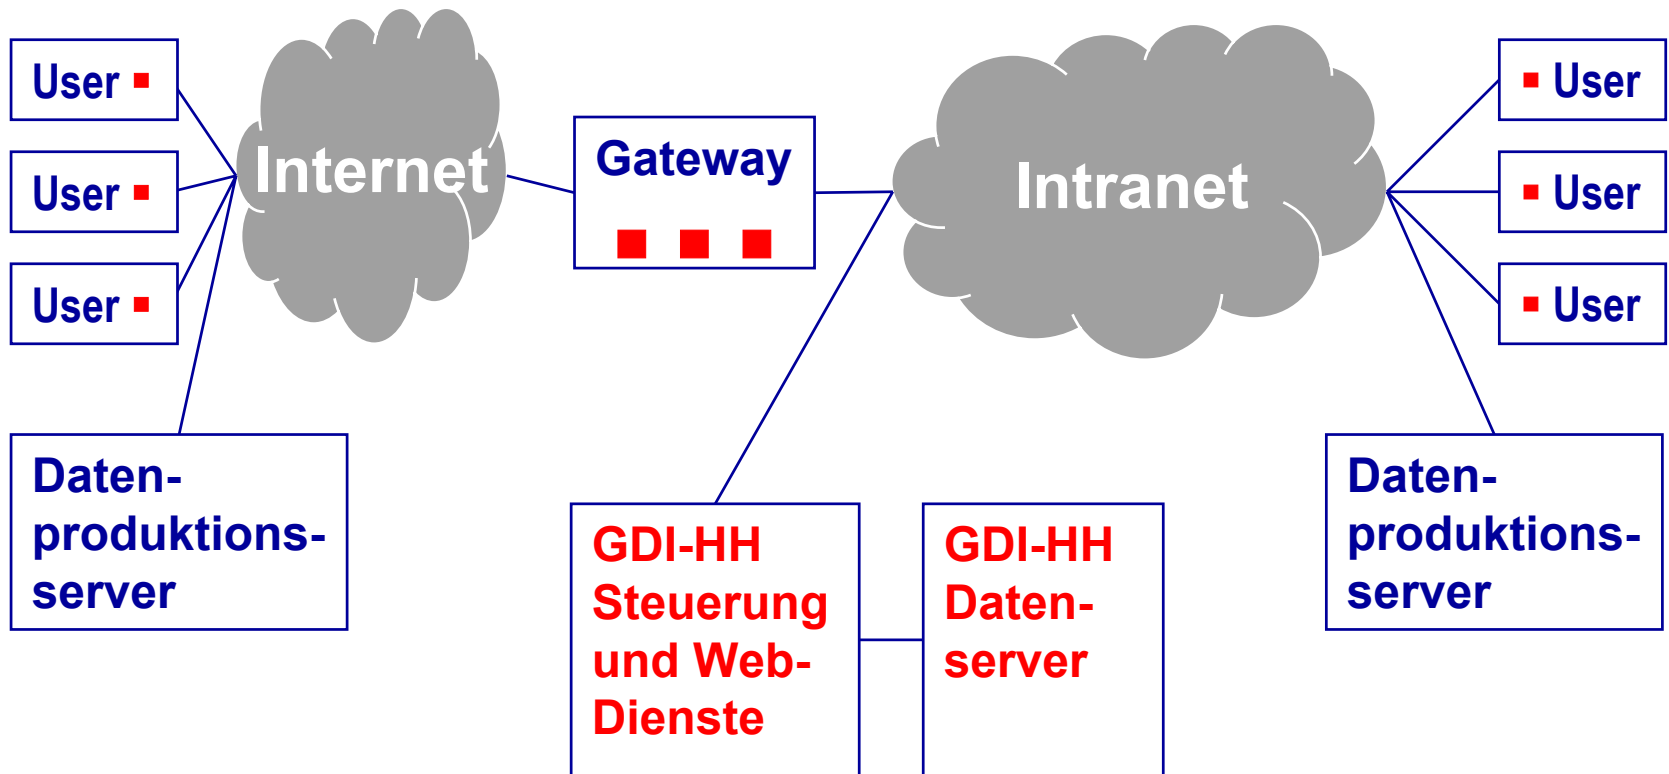 User
User
User
Internet
Gateway
Intranet
User
User
User
Daten-
produktions-
server
GDI-HH
Steuerung
und Web-
Dienste
GDI-HH
Daten-
server
Daten-
produktions-
server